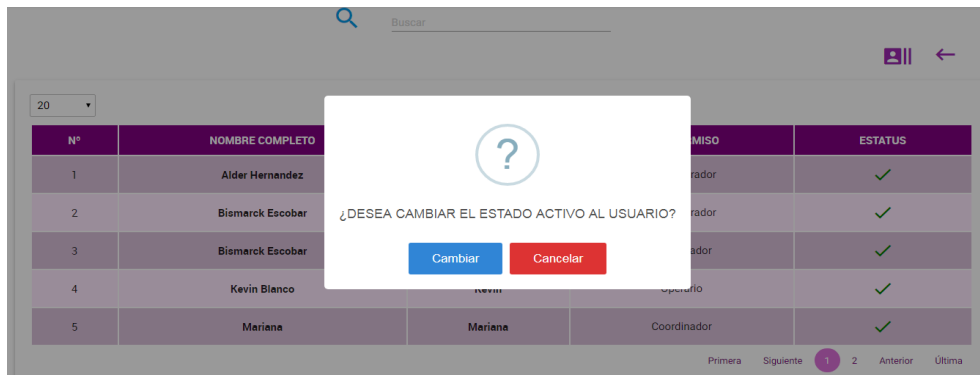 Buscar
20
Nº NOMBRE COMPLETO MISO ESTATUS
1 Alder Hernandez rador
2 Bismarck Escobar rador
3 Bismarck Escobar ador
4 Kevin Blanco Kevin Operario
5 Mariana Mariana Coordinador
?
¿DESEA CAMBIAR EL ESTADO ACTIVO AL USUARIO?
Cambiar Cancelar
Primera Siguiente 1 2 Anterior Última